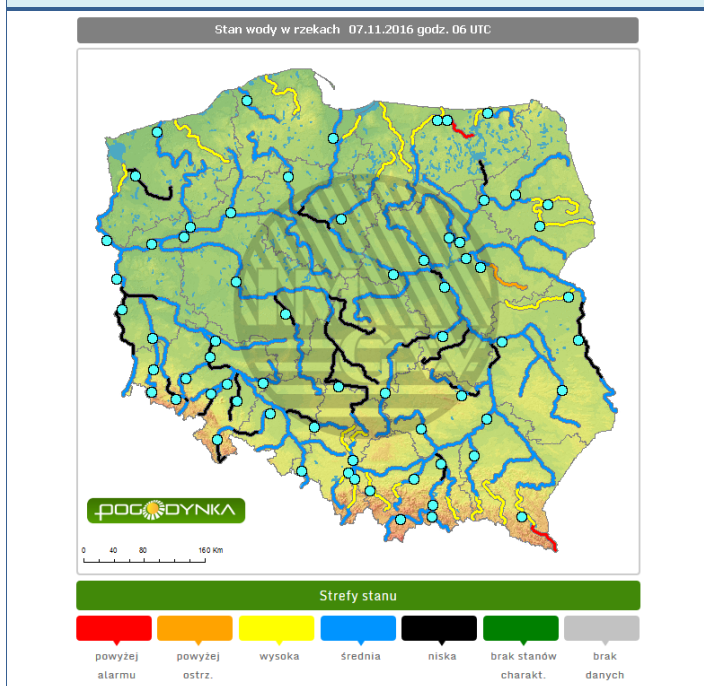 Stan wody w rzekach 07.11.2016 godz. 06 UTC
POGODYNKA
0 40 80 160 Km
Strefy stanu
powyżej alarmu
powyżej ostrz.
wysoka
średnia
niska
brak stanów charakt.
brak danych